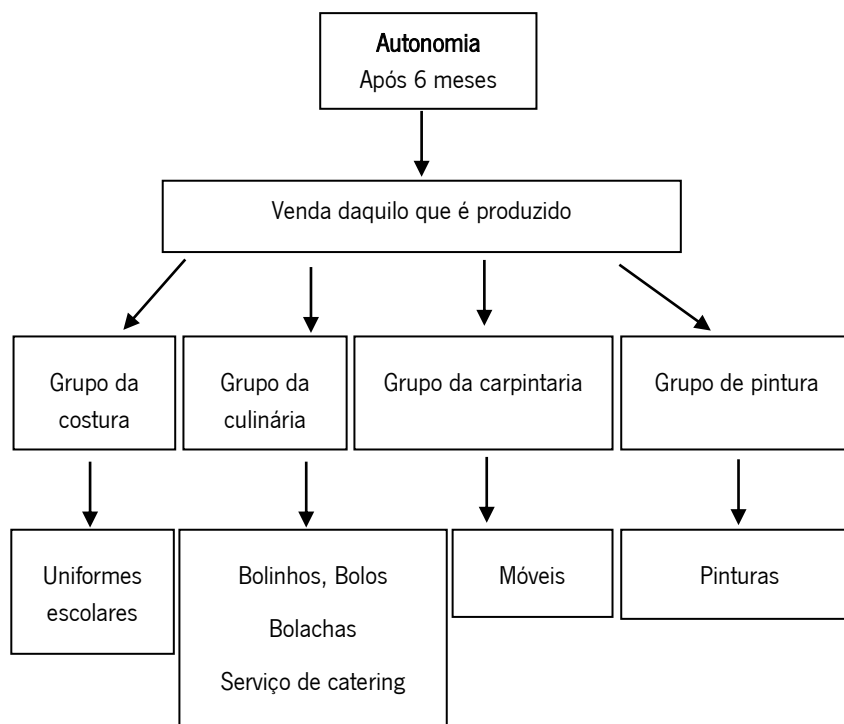 Autonomia
Após 6 meses
Venda daquilo que é produzido
Grupo da
costura
Grupo da
culinária
Grupo da carpintaria
Grupo de pintura
Uniformes
escolares
Bolinhos, Bolos
Bolachas
Serviço de catering
Móveis
Pinturas